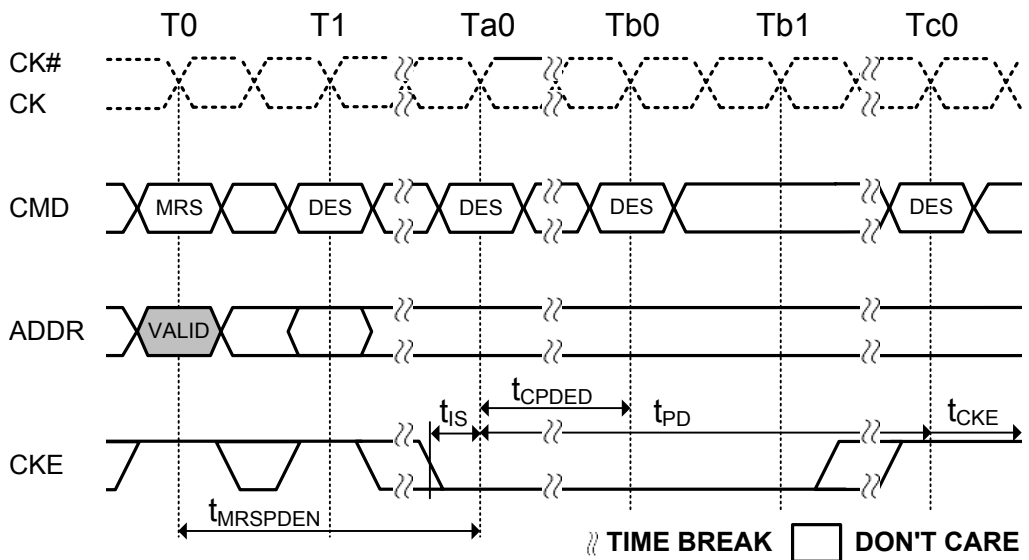 T0 T1 Ta0 Tb0 Tb1 Tc0
CK#
CK
CMD MRS DES DES DES DES
ADDR VALID
tIS tCPDED tPD tCKE
CKE
tMRSPDEN
TIME BREAK DON'T CARE